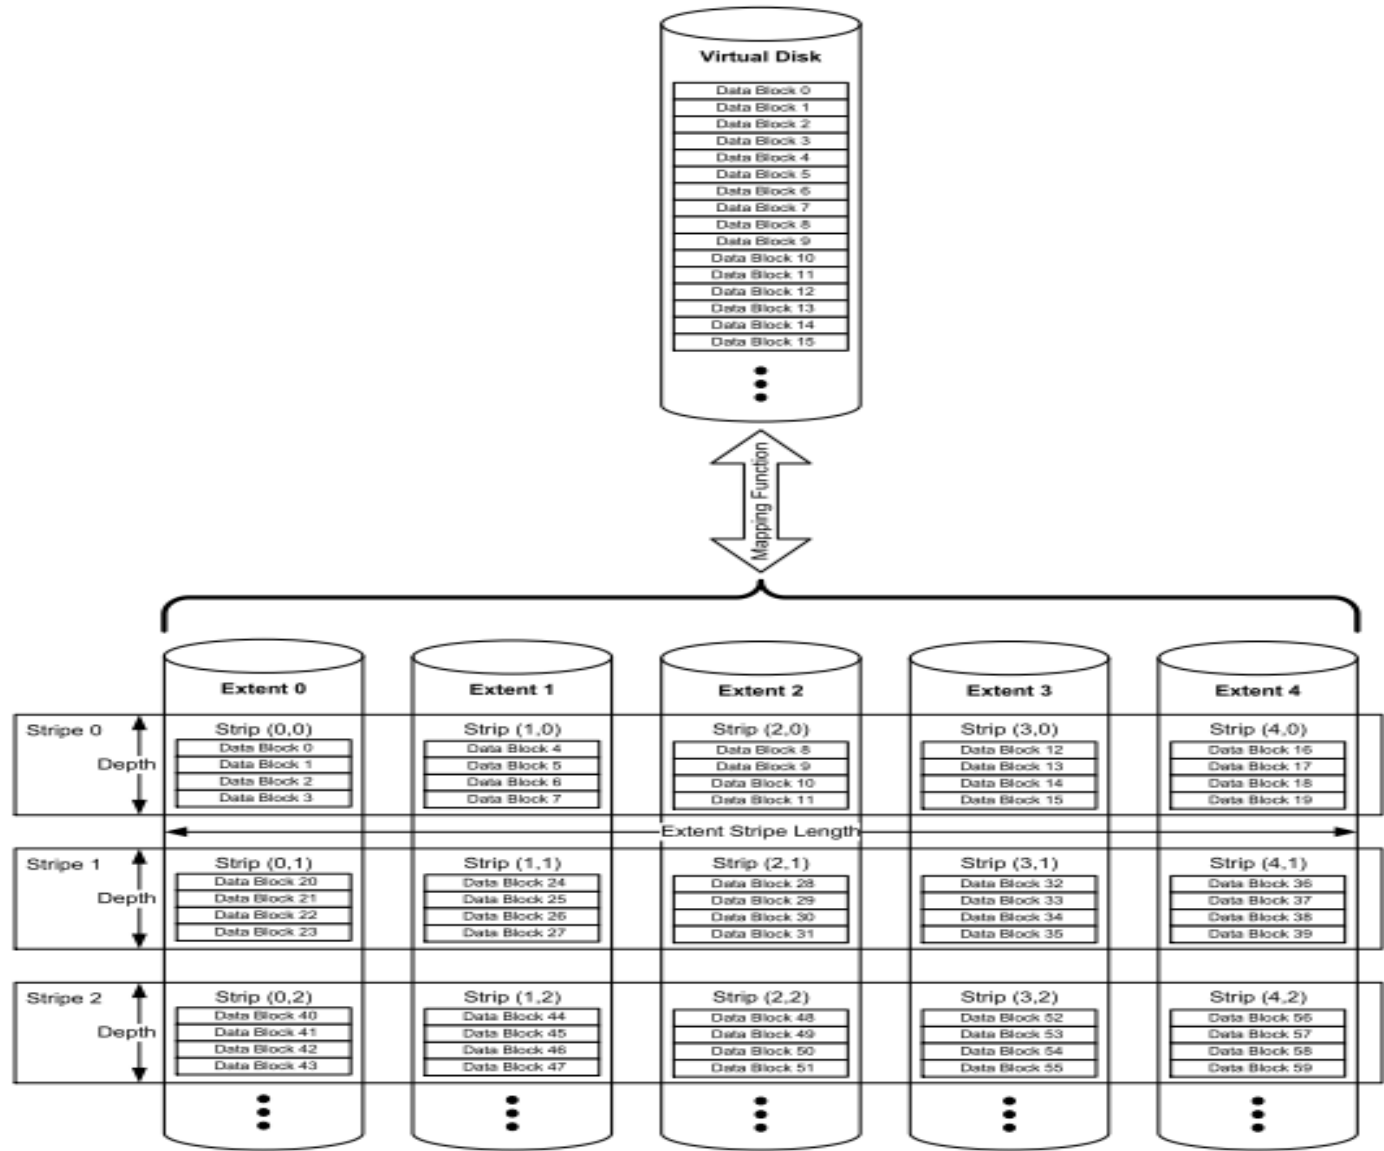 Virtual Disk
Data Block 0
Data Block 1
Data Block 2
Data Block 3
Data Block 4
Data Block 5
Data Block 6
Data Block 7
Data Block 8
Data Block 9
Data Block 10
Data Block 11
Data Block 12
Data Block 13
Data Block 14
Data Block 15
Mapping Function
Extent 0
Extent 1
Extent 2
Extent 3
Extent 4
Stripe 0
Depth
Strip (0,0)
Data Block 0
Data Block 1
Data Block 2
Data Block 3
Strip (1,0)
Data Block 4
Data Block 5
Data Block 6
Data Block 7
Strip (2,0)
Data Block 8
Data Block 9
Data Block 10
Data Block 11
Strip (3,0)
Data Block 12
Data Block 13
Data Block 14
Data Block 15
Strip (4,0)
Data Block 16
Data Block 17
Data Block 18
Data Block 19
Extent Stripe Length
Stripe 1
Depth
Strip (0,1)
Data Block 20
Data Block 21
Data Block 22
Data Block 23
Strip (1,1)
Data Block 24
Data Block 25
Data Block 26
Data Block 27
Strip (2,1)
Data Block 28
Data Block 29
Data Block 30
Data Block 31
Strip (3,1)
Data Block 32
Data Block 33
Data Block 34
Data Block 35
Strip (4,1)
Data Block 36
Data Block 37
Data Block 38
Data Block 39
Stripe 2
Depth
Strip (0,2)
Data Block 40
Data Block 41
Data Block 42
Data Block 43
Strip (1,2)
Data Block 44
Data Block 45
Data Block 46
Data Block 47
Strip (2,2)
Data Block 48
Data Block 49
Data Block 50
Data Block 51
Strip (3,2)
Data Block 52
Data Block 53
Data Block 54
Data Block 55
Strip (4,2)
Data Block 56
Data Block 57
Data Block 58
Data Block 59